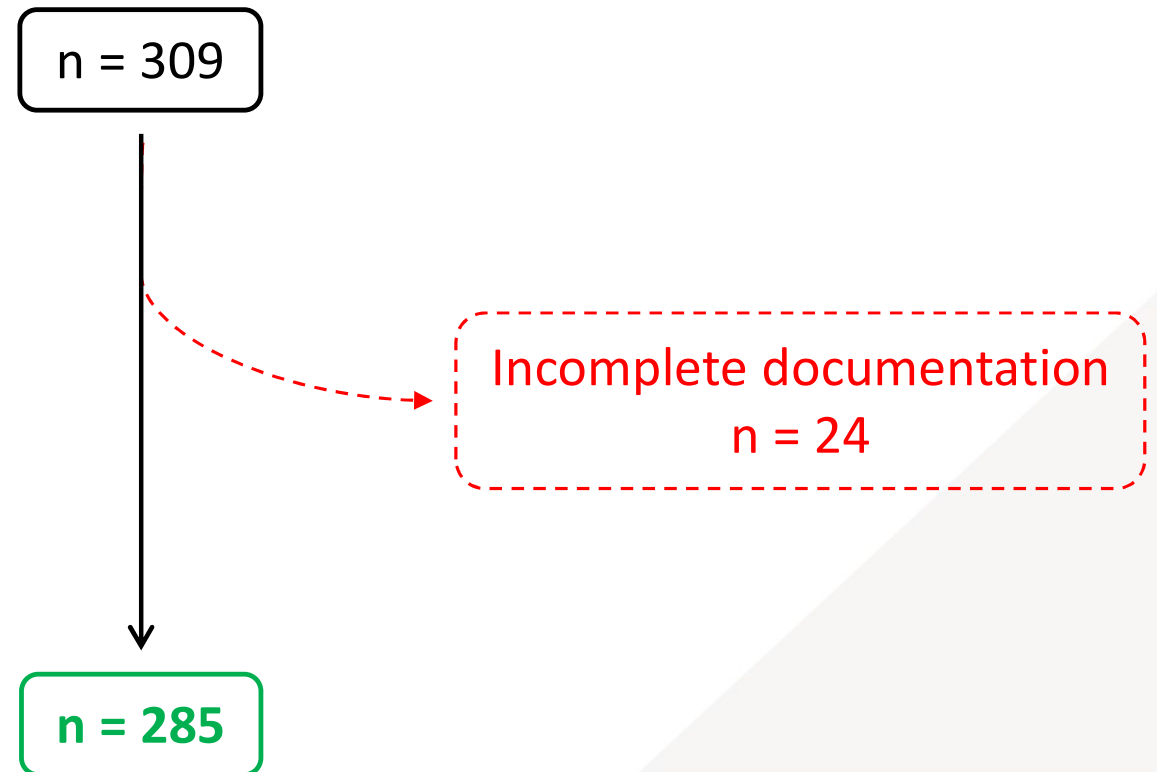 n = 309
Incomplete documentation
n = 24
n = 285